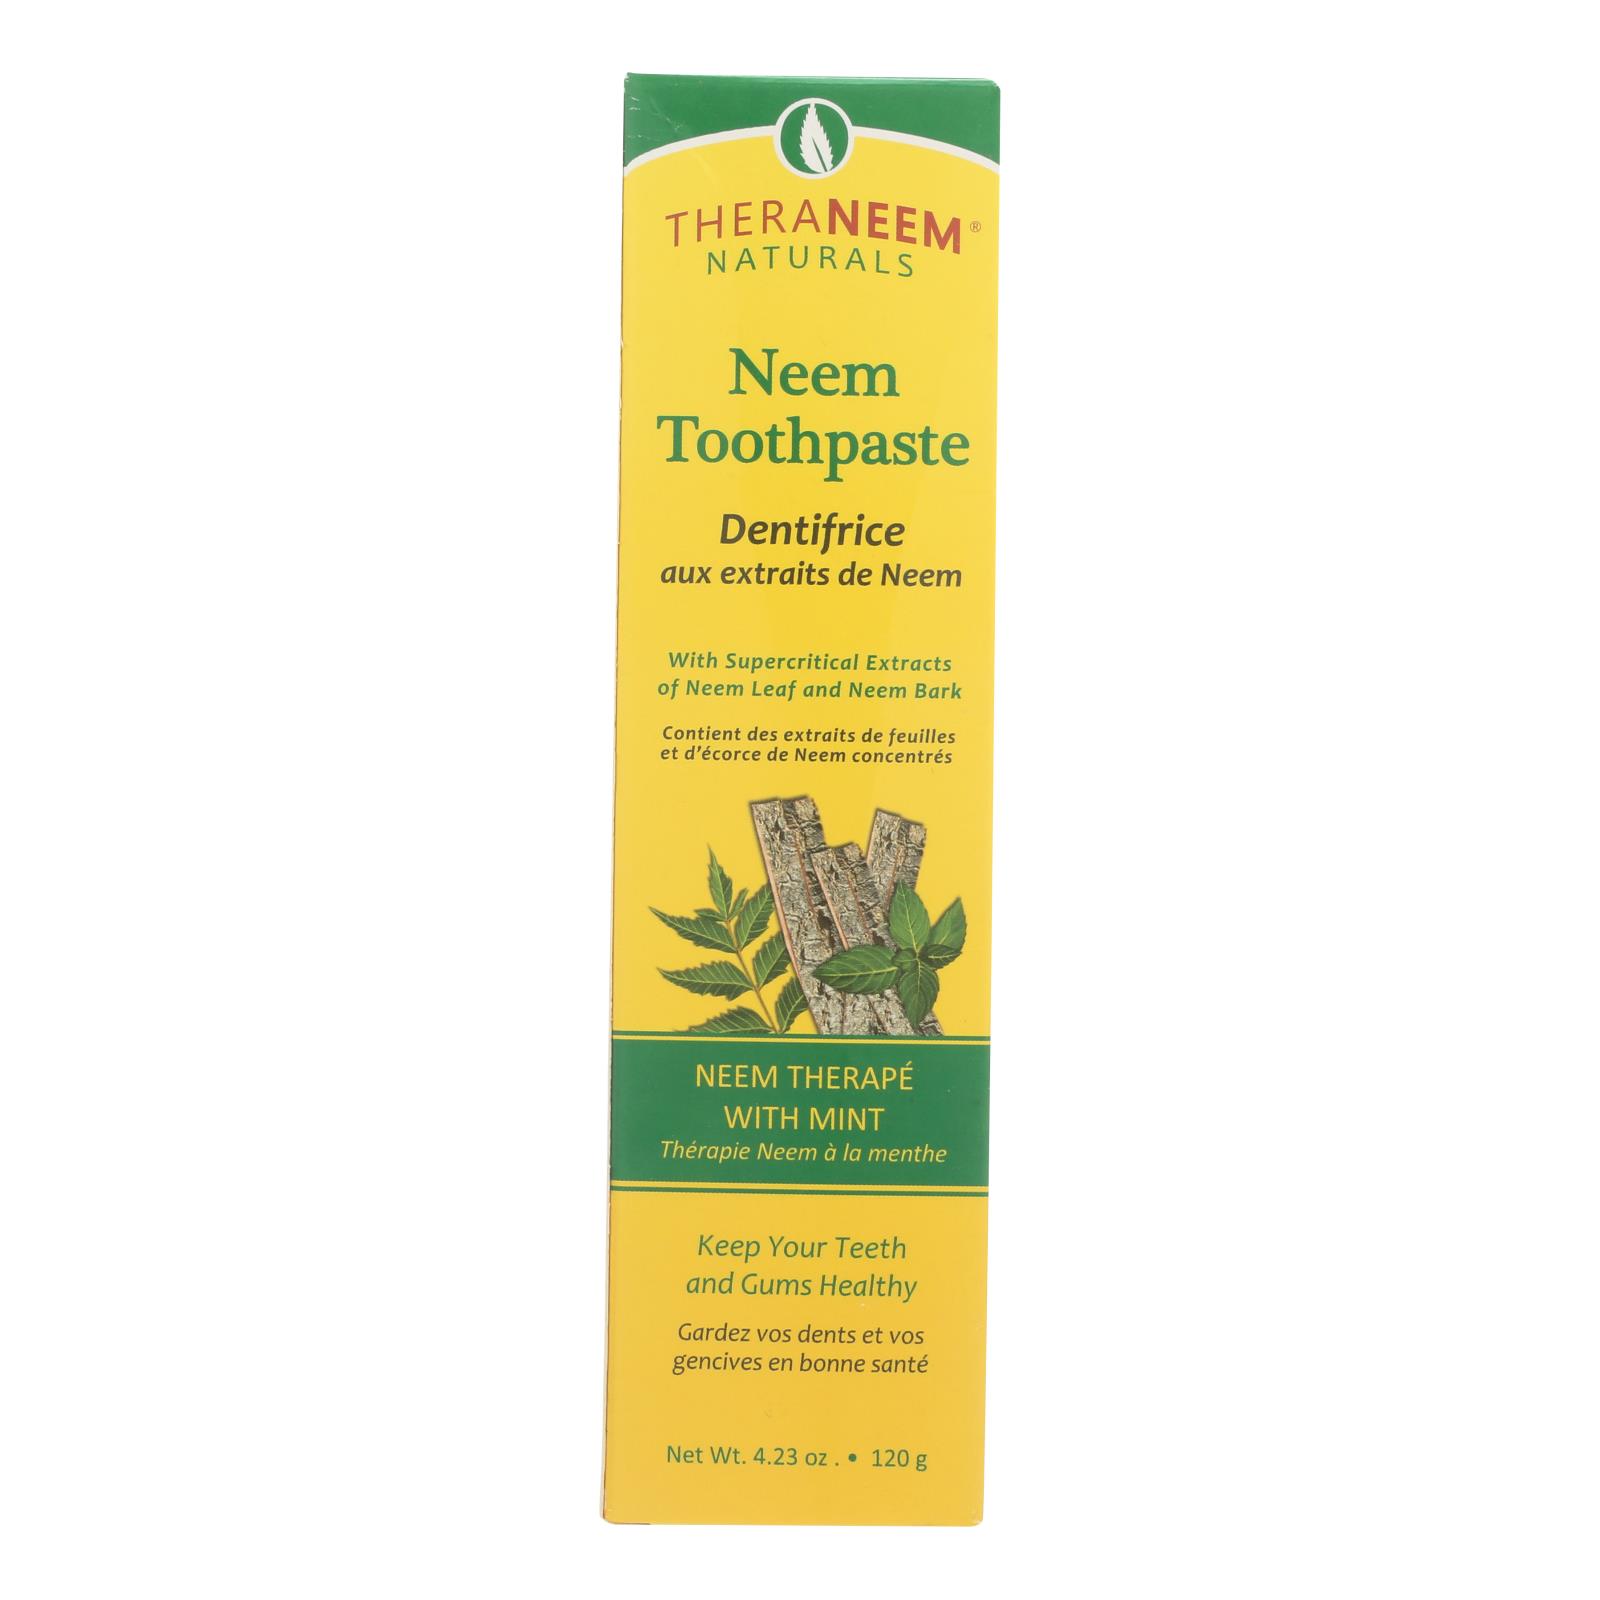 THERANEEM®
NATURALS
Neem
Toothpaste
Dentifrice
aux extraits de Neem
With Supercritical Extracts
of Neem Leaf and Neem Bark
Contient des extraits de feuilles
et d'écorce de Neem concentrés
NEEM THERAPÉ
WITH MINT
Thérapie Neem à la menthe
Keep Your Teeth
and Gums Healthy
Gardez vos dents et vos
gencives en bonne santé
Net Wt. 4.23 oz . • 120 g